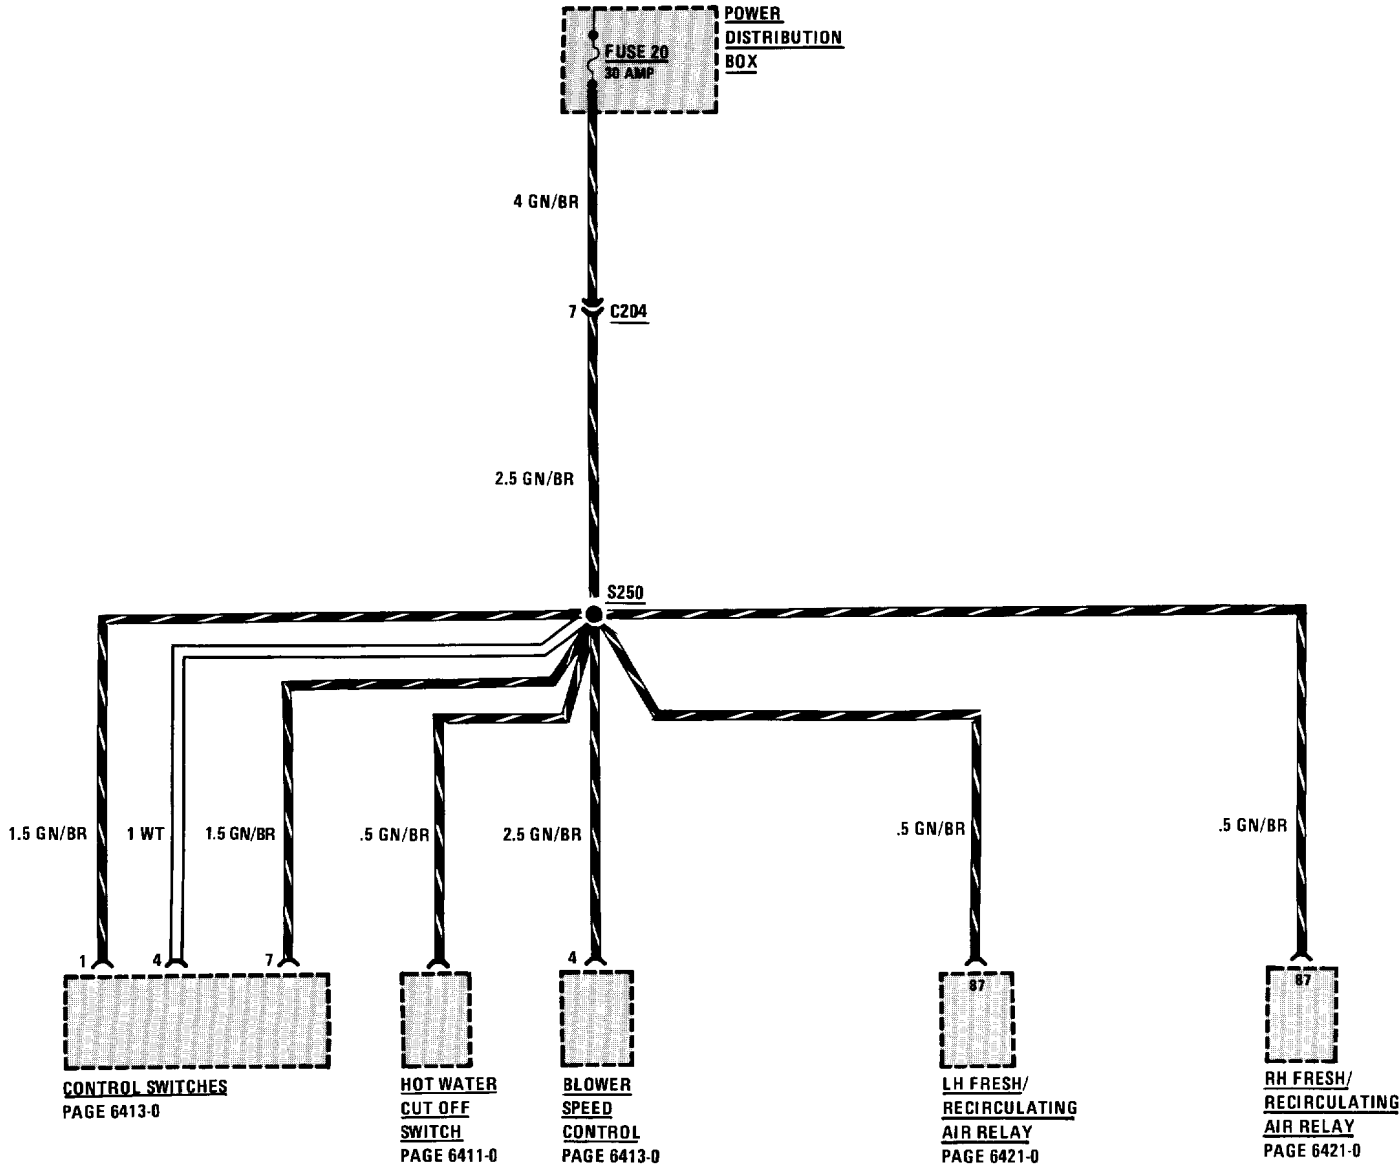 POWER
DISTRIBUTION
BOX
FUSE 20
30 AMP
4 GN/BR
7 C204
2.5 GN/BR
S250
1.5 GN/BR
1 WT
1.5 GN/BR
.5 GN/BR
2.5 GN/BR
.5 GN/BR
.5 GN/BR
1
4
7
4
87
87
CONTROL SWITCHES
PAGE 6413-0
HOT WATER
CUT OFF
SWITCH
PAGE 6411-0
BLOWER
SPEED
CONTROL
PAGE 6413-0
LH FRESH/
RECIRCULATING
AIR RELAY
PAGE 6421-0
RH FRESH/
RECIRCULATING
AIR RELAY
PAGE 6421-0